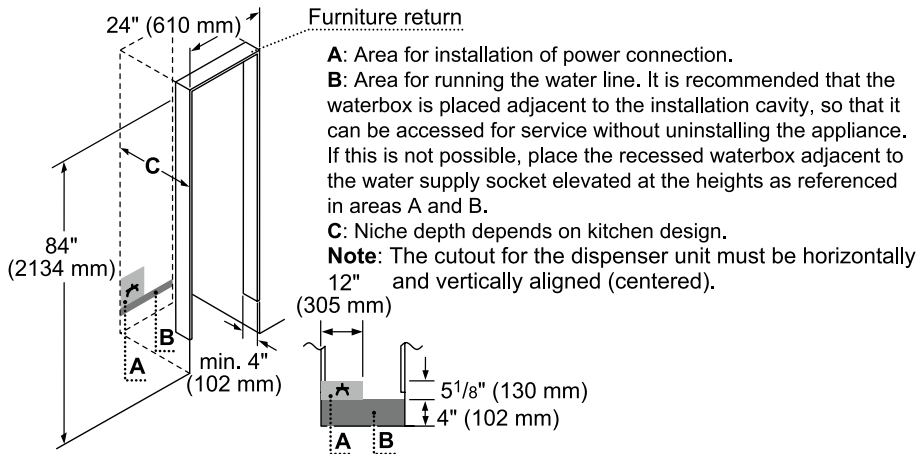 24" (610 mm)
Furniture return
A: Area for installation of power connection.
B: Area for running the water line. It is recommended that the
waterbox is placed adjacent to the installation cavity, so that it
can be accessed for service without uninstalling the appliance.
If this is not possible, place the recessed waterbox adjacent to
the water supply socket elevated at the heights as referenced
in areas A and B.
C: Niche depth depends on kitchen design.
Note: The cutout for the dispenser unit must be horizontally
and vertically aligned (centered).
C
84"
(2134 mm)
A
B
min. 4"
(102 mm)
12"
(305 mm)
5 1/8" (130 mm)
4" (102 mm)
A
B